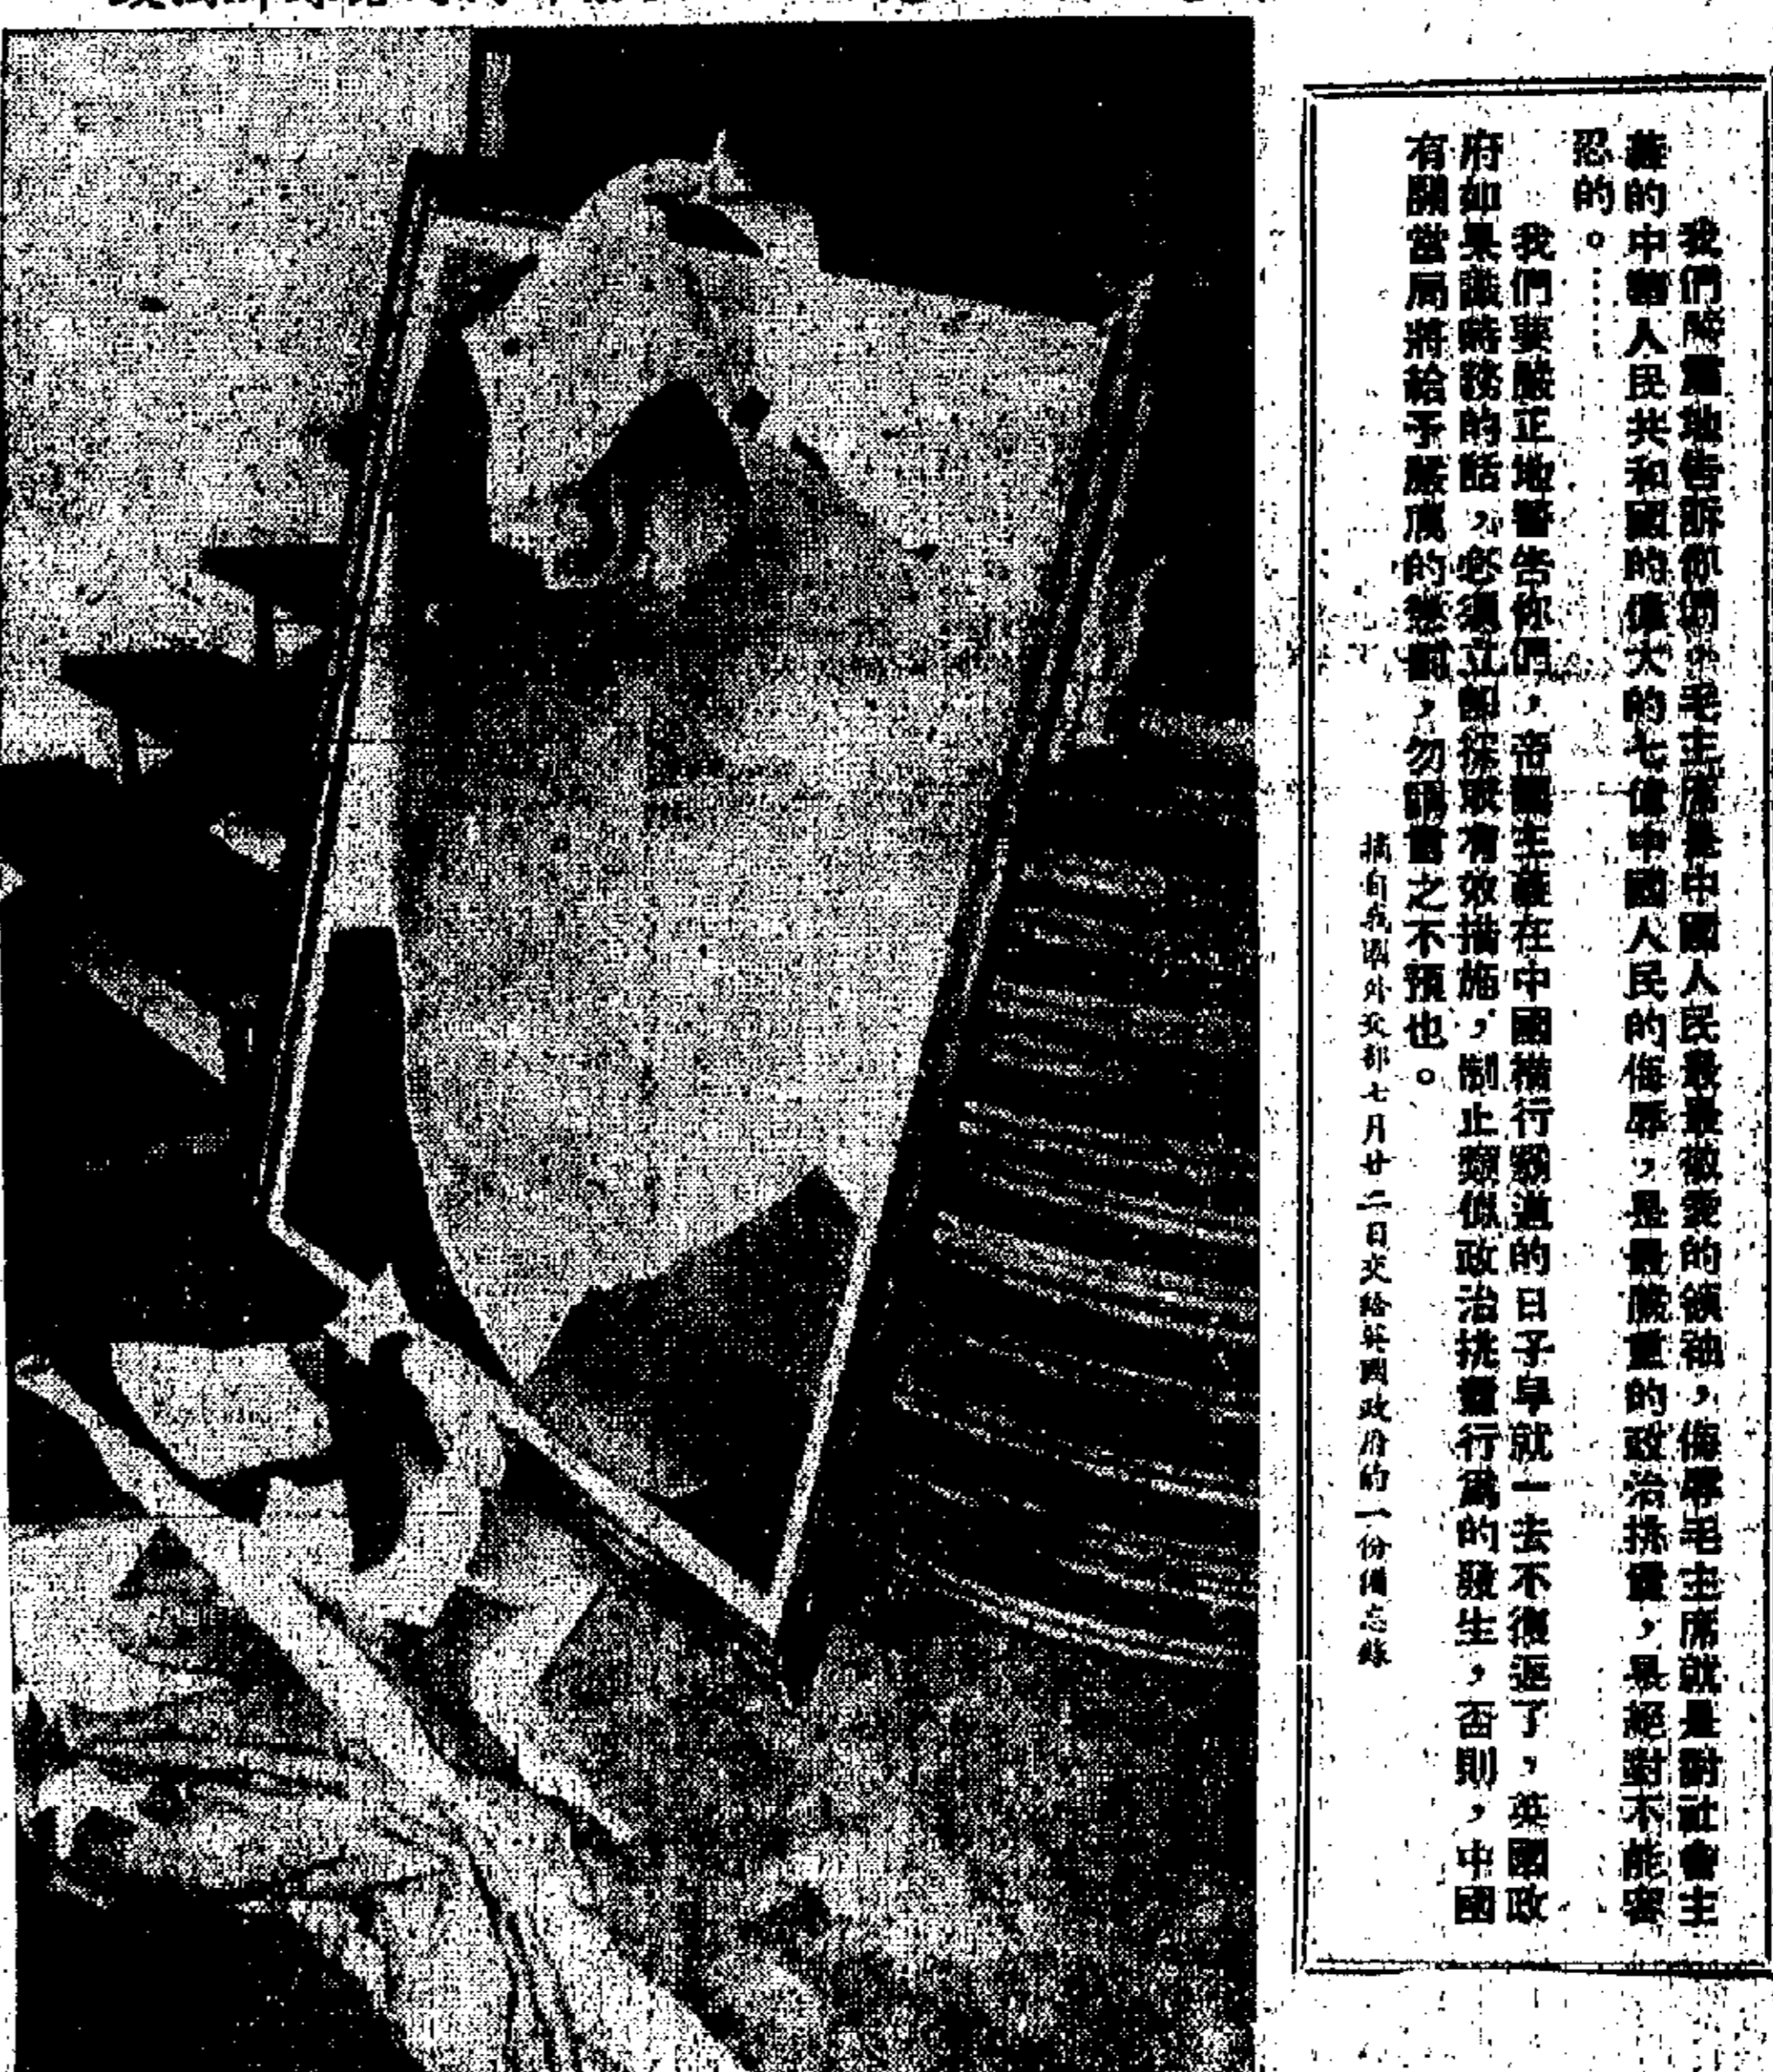 我們嚴肅地告訴你們，毛主席是中國人民最最敬愛的領袖，侮辱毛主席就是對社會主
義的中華人民共和國的偉大的七億中國人民的侮辱，是最嚴重的政治挑釁，是絕對不能容
忍的。……
我們要嚴正地警告你們，帝國主義在中國橫行霸道的日子早就一去不復返了，英國政
府如果識時務的話，必須立卽採取有效措施，制止類似政治挑釁行爲的發生，否則，中國
有關當局將給予嚴厲的懲罰，勿謂言之不預也。
摘自我國外交部七月廿二日交給英國政府的一份備忘錄